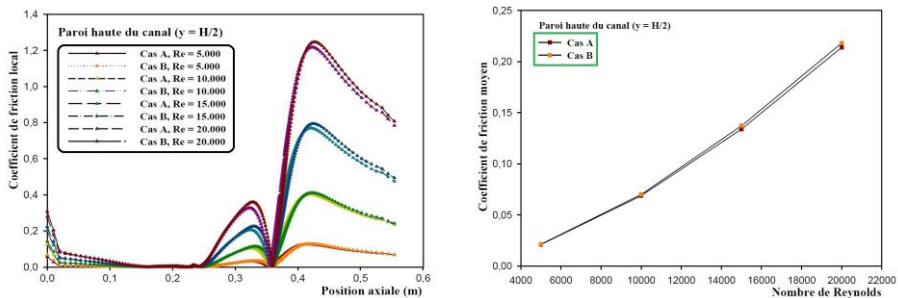 Paroi haute du canal (y = H/2)
Cas A, Re = 5.000
Cas B, Re = 5.000
Cas A, Re = 10.000
Cas B, Re = 10.000
Cas A, Re = 15.000
Cas B, Re = 15.000
Cas A, Re = 20.000
Cas B, Re = 20.000
Coefficient de friction local
1,4
1,2
1,0
0,8
0,6
0,4
0,2
0,0
0,0 0,1 0,2 0,3 0,4 0,5 0,6
Position axiale (m)
Paroi haute du canal (y = H/2)
Cas A
Cas B
Coefficient de friction moyen
0,25
0,20
0,15
0,10
0,05
0,00
4000 6000 8000 10000 12000 14000 16000 18000 20000 22000
Nombre de Reynolds